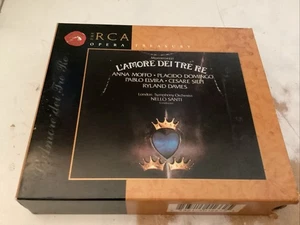 RCA
OPERA TREASURY
L'AMORE DEI TRE RE
ANNA MOFFO · PLACIDO DOMINGO
PABLO ELVIRA · CESARE SIEPI
RYLAND DAVIES
London Symphony Orchestra
NELLO SANTI
L'Amore dei Tre Re